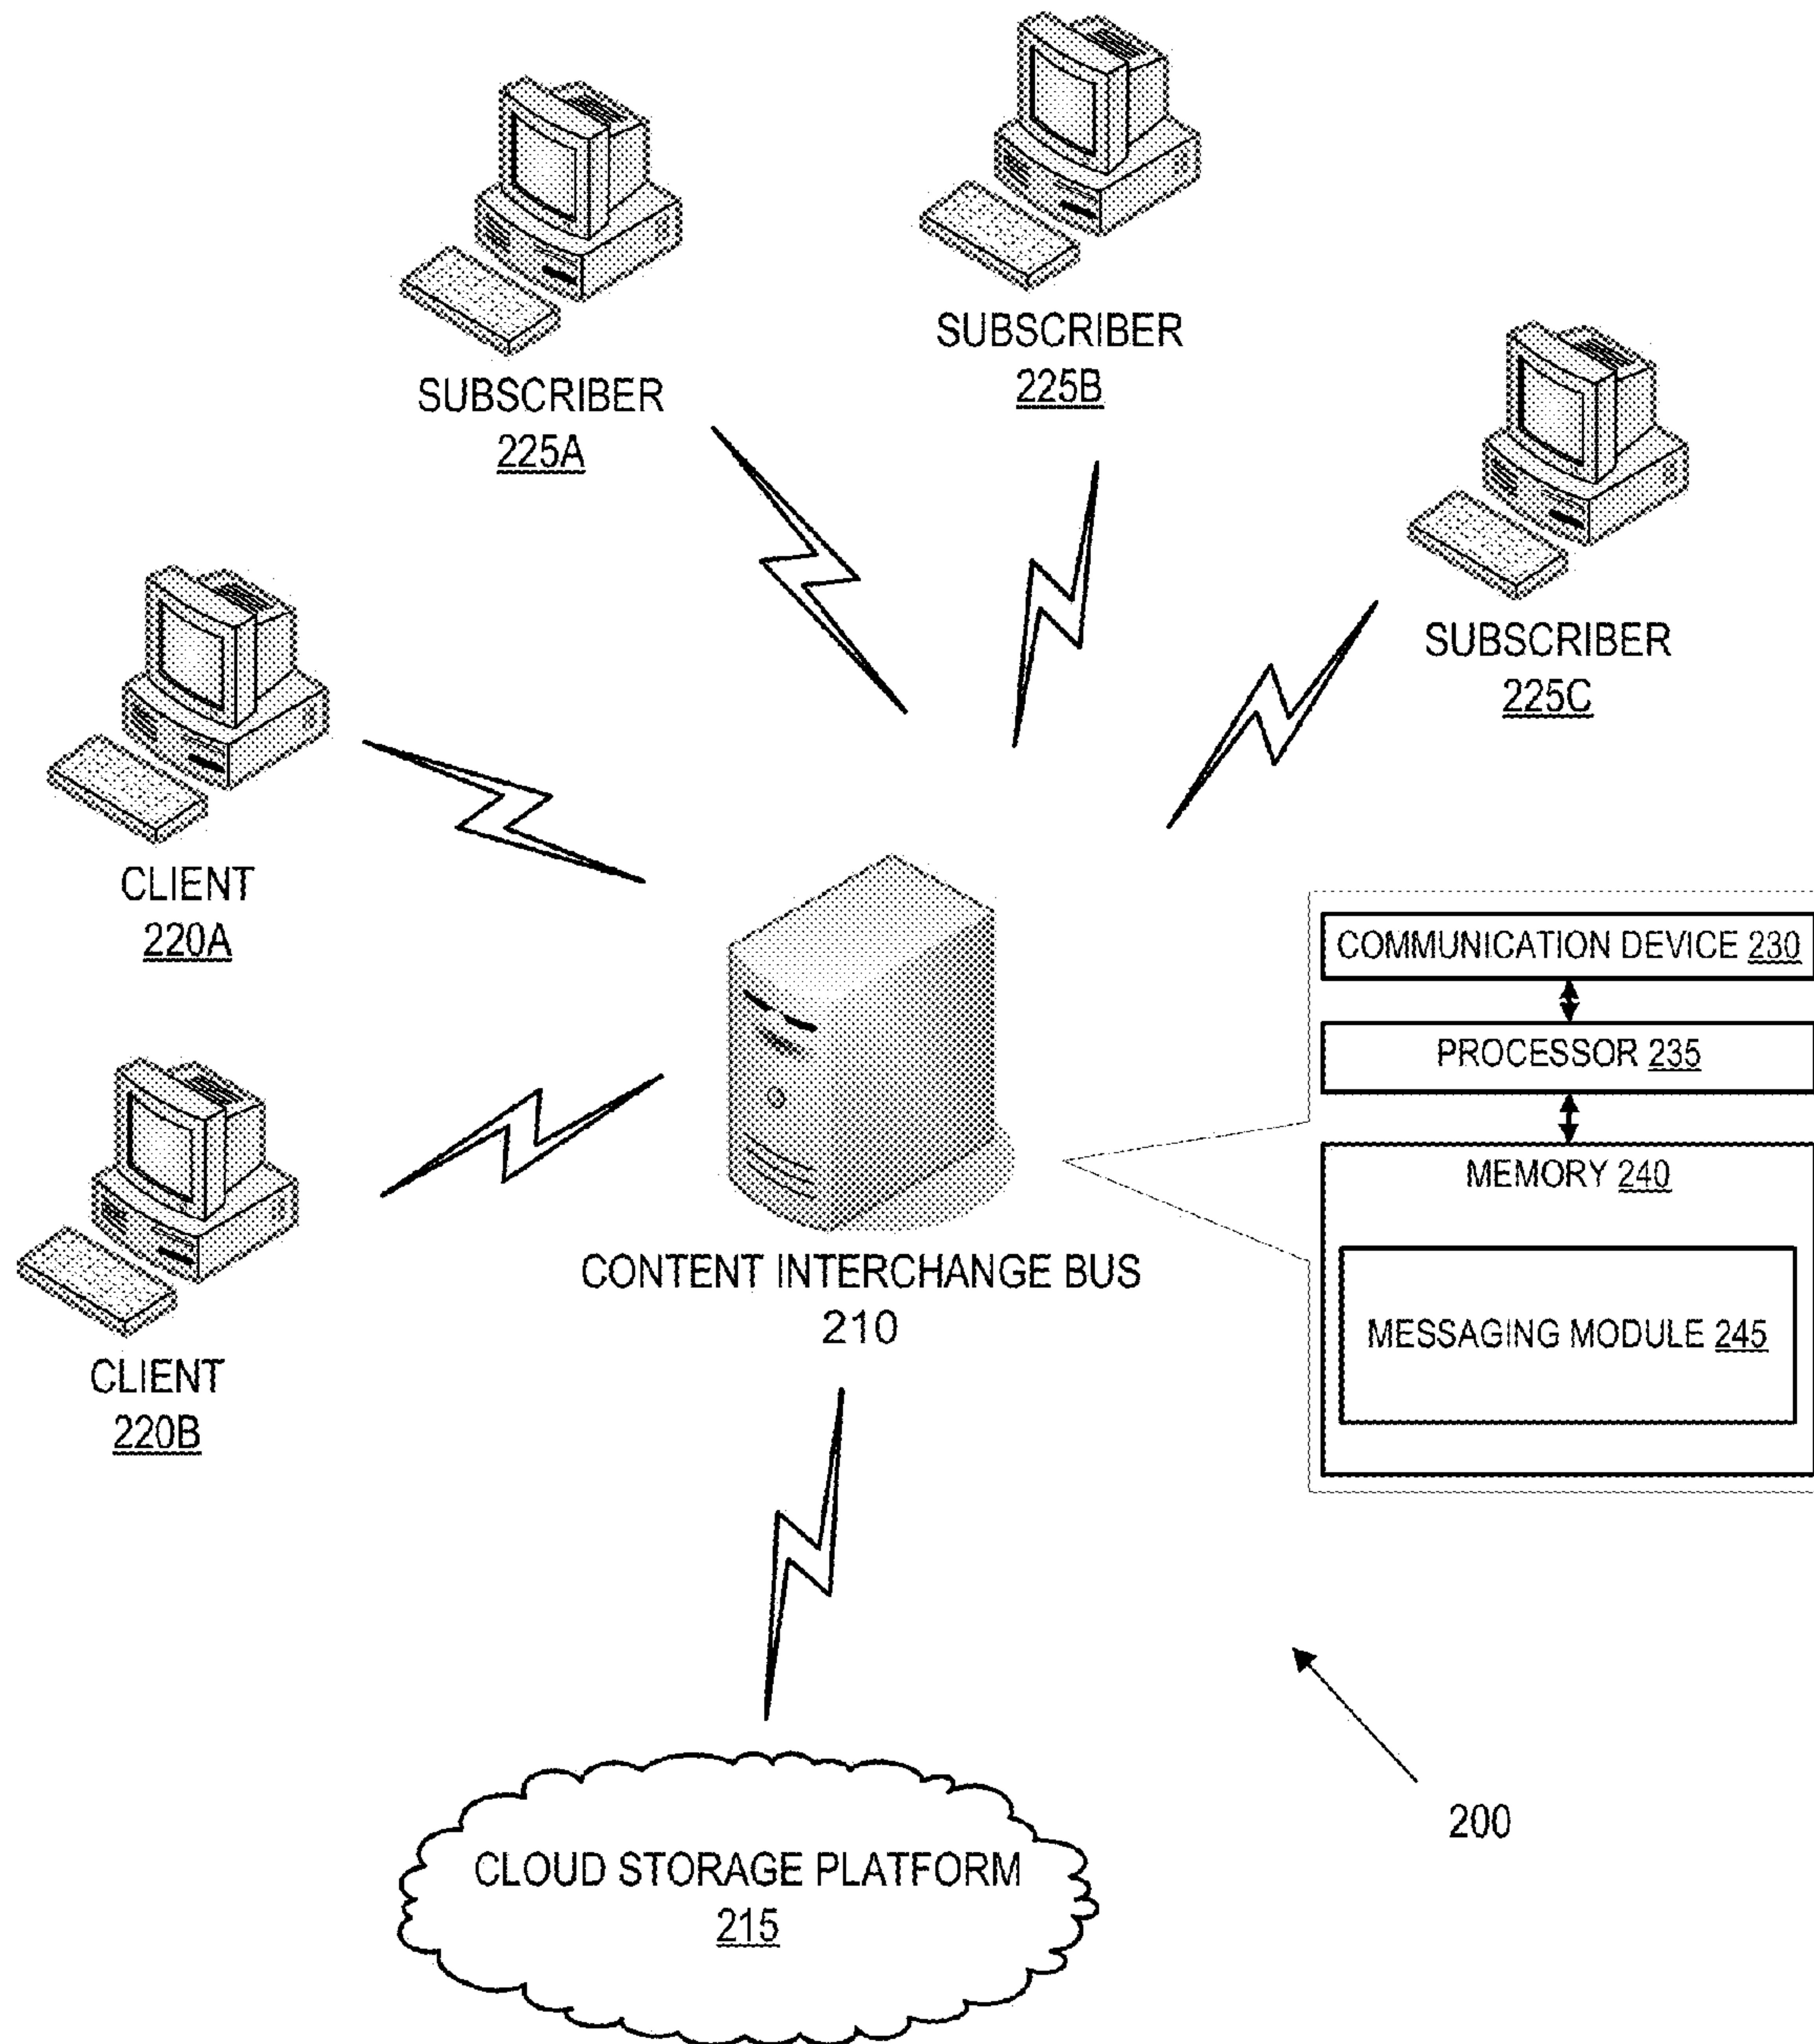 SUBSCRIBER
225B
SUBSCRIBER
225A
SUBSCRIBER
225C
CLIENT
220A
COMMUNICATION DEVICE 230
PROCESSOR 235
MEMORY 240
MESSAGING MODULE 245
CONTENT INTERCHANGE BUS
210
CLIENT
220B
200
CLOUD STORAGE PLATFORM
215